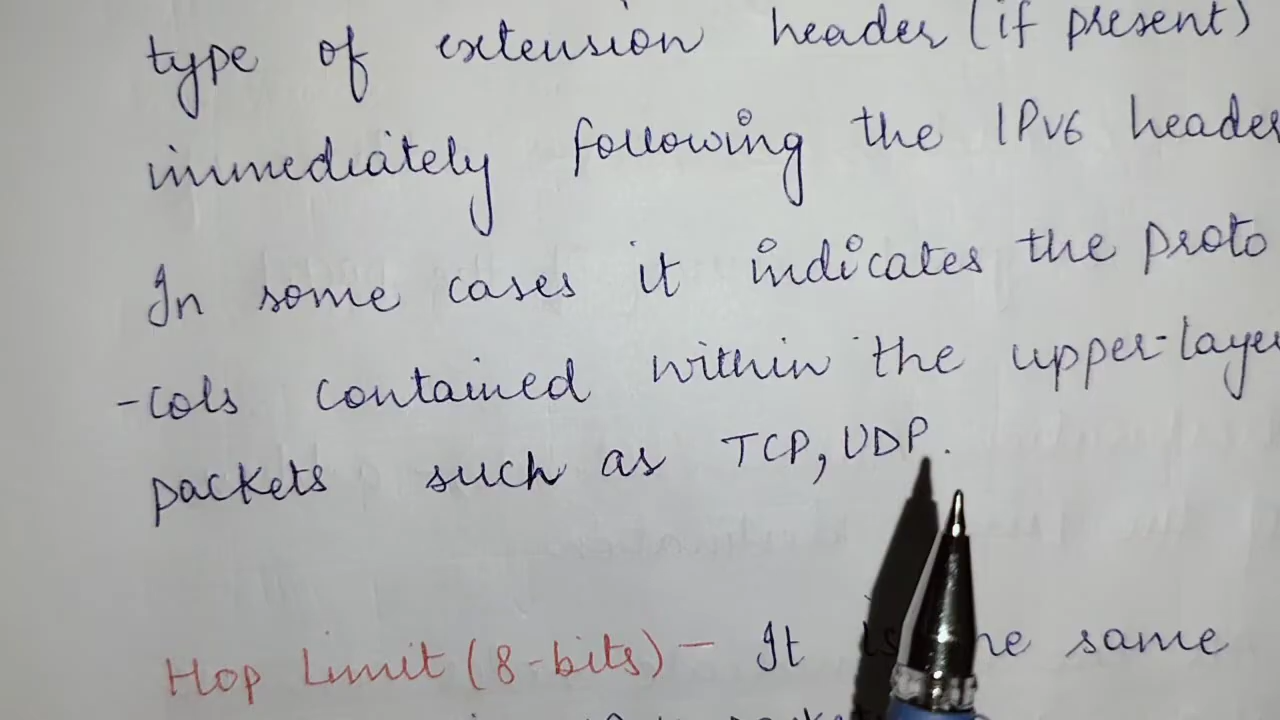 type of extension header (if present)
immediately following the IPv6 header
In some cases it indicates the proto
-cols contained within the upper-layer
packets such as TCP, UDP.
Hop Limit (8-bits) - It is the same